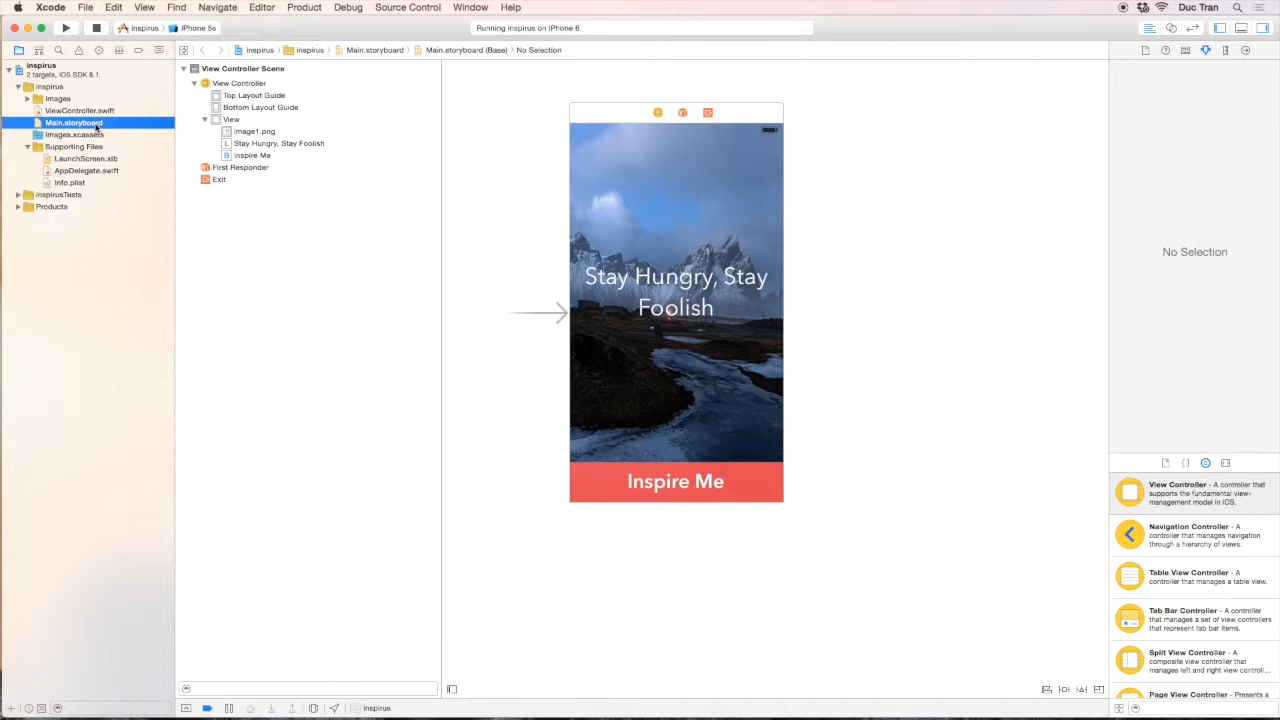 Xcode File Edit View Find Navigate Editor Product Debug Source Control Window Help
Duc Tran
inspirus iPhone 5s
Running inspirus on iPhone 6
inspirus inspirus Main.storyboard Main.storyboard (Base) No Selection
inspirus
2 targets, iOS SDK 8.1
inspirus
Images
ViewController.swift
Main.storyboard
Images.xcassets
Supporting Files
LaunchScreen.xib
AppDelegate.swift
Info.plist
inspirusTests
Products
View Controller Scene
View Controller
Top Layout Guide
Bottom Layout Guide
View
image1.png
L Stay Hungry, Stay Foolish
B Inspire Me
First Responder
Exit
Stay Hungry, Stay
Foolish
Inspire Me
No Selection
View Controller - A controller that
supports the fundamental view-
management model in iOS.
Navigation Controller - A
controller that manages navigation
through a hierarchy of views.
Table View Controller - A
controller that manages a table view.
Tab Bar Controller - A controller
that manages a set of view controllers
that represent tab bar items.
Split View Controller - A
composite view controller that
manages left and right view controll...
Page View Controller - Presents a
inspirus